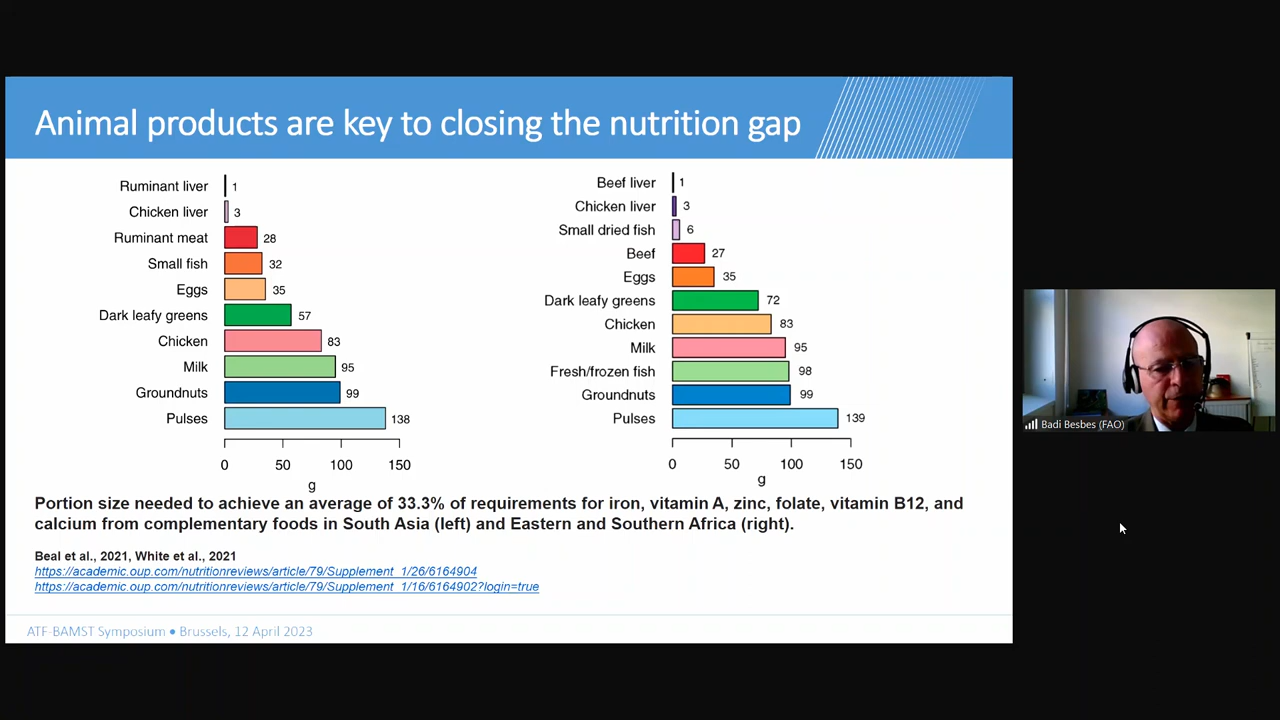 Animal products are key to closing the nutrition gap
Ruminant liver 1
Chicken liver 3
Ruminant meat 28
Small fish 32
Eggs 35
Dark leafy greens 57
Chicken 83
Milk 95
Groundnuts 99
Pulses 138
0 50 100 150
g
Beef liver 1
Chicken liver 3
Small dried fish 6
Beef 27
Eggs 35
Dark leafy greens 72
Chicken 83
Milk 95
Fresh/frozen fish 98
Groundnuts 99
Pulses 139
0 50 100 150
g
Portion size needed to achieve an average of 33.3% of requirements for iron, vitamin A, zinc, folate, vitamin B12, and
calcium from complementary foods in South Asia (left) and Eastern and Southern Africa (right).
Beal et al., 2021, White et al., 2021
https://academic.oup.com/nutritionreviews/article/79/Supplement_1/26/6164904
https://academic.oup.com/nutritionreviews/article/79/Supplement_1/16/6164902?login=true
ATF-BAMST Symposium • Brussels, 12 April 2023
Badi Besbes (FAO)